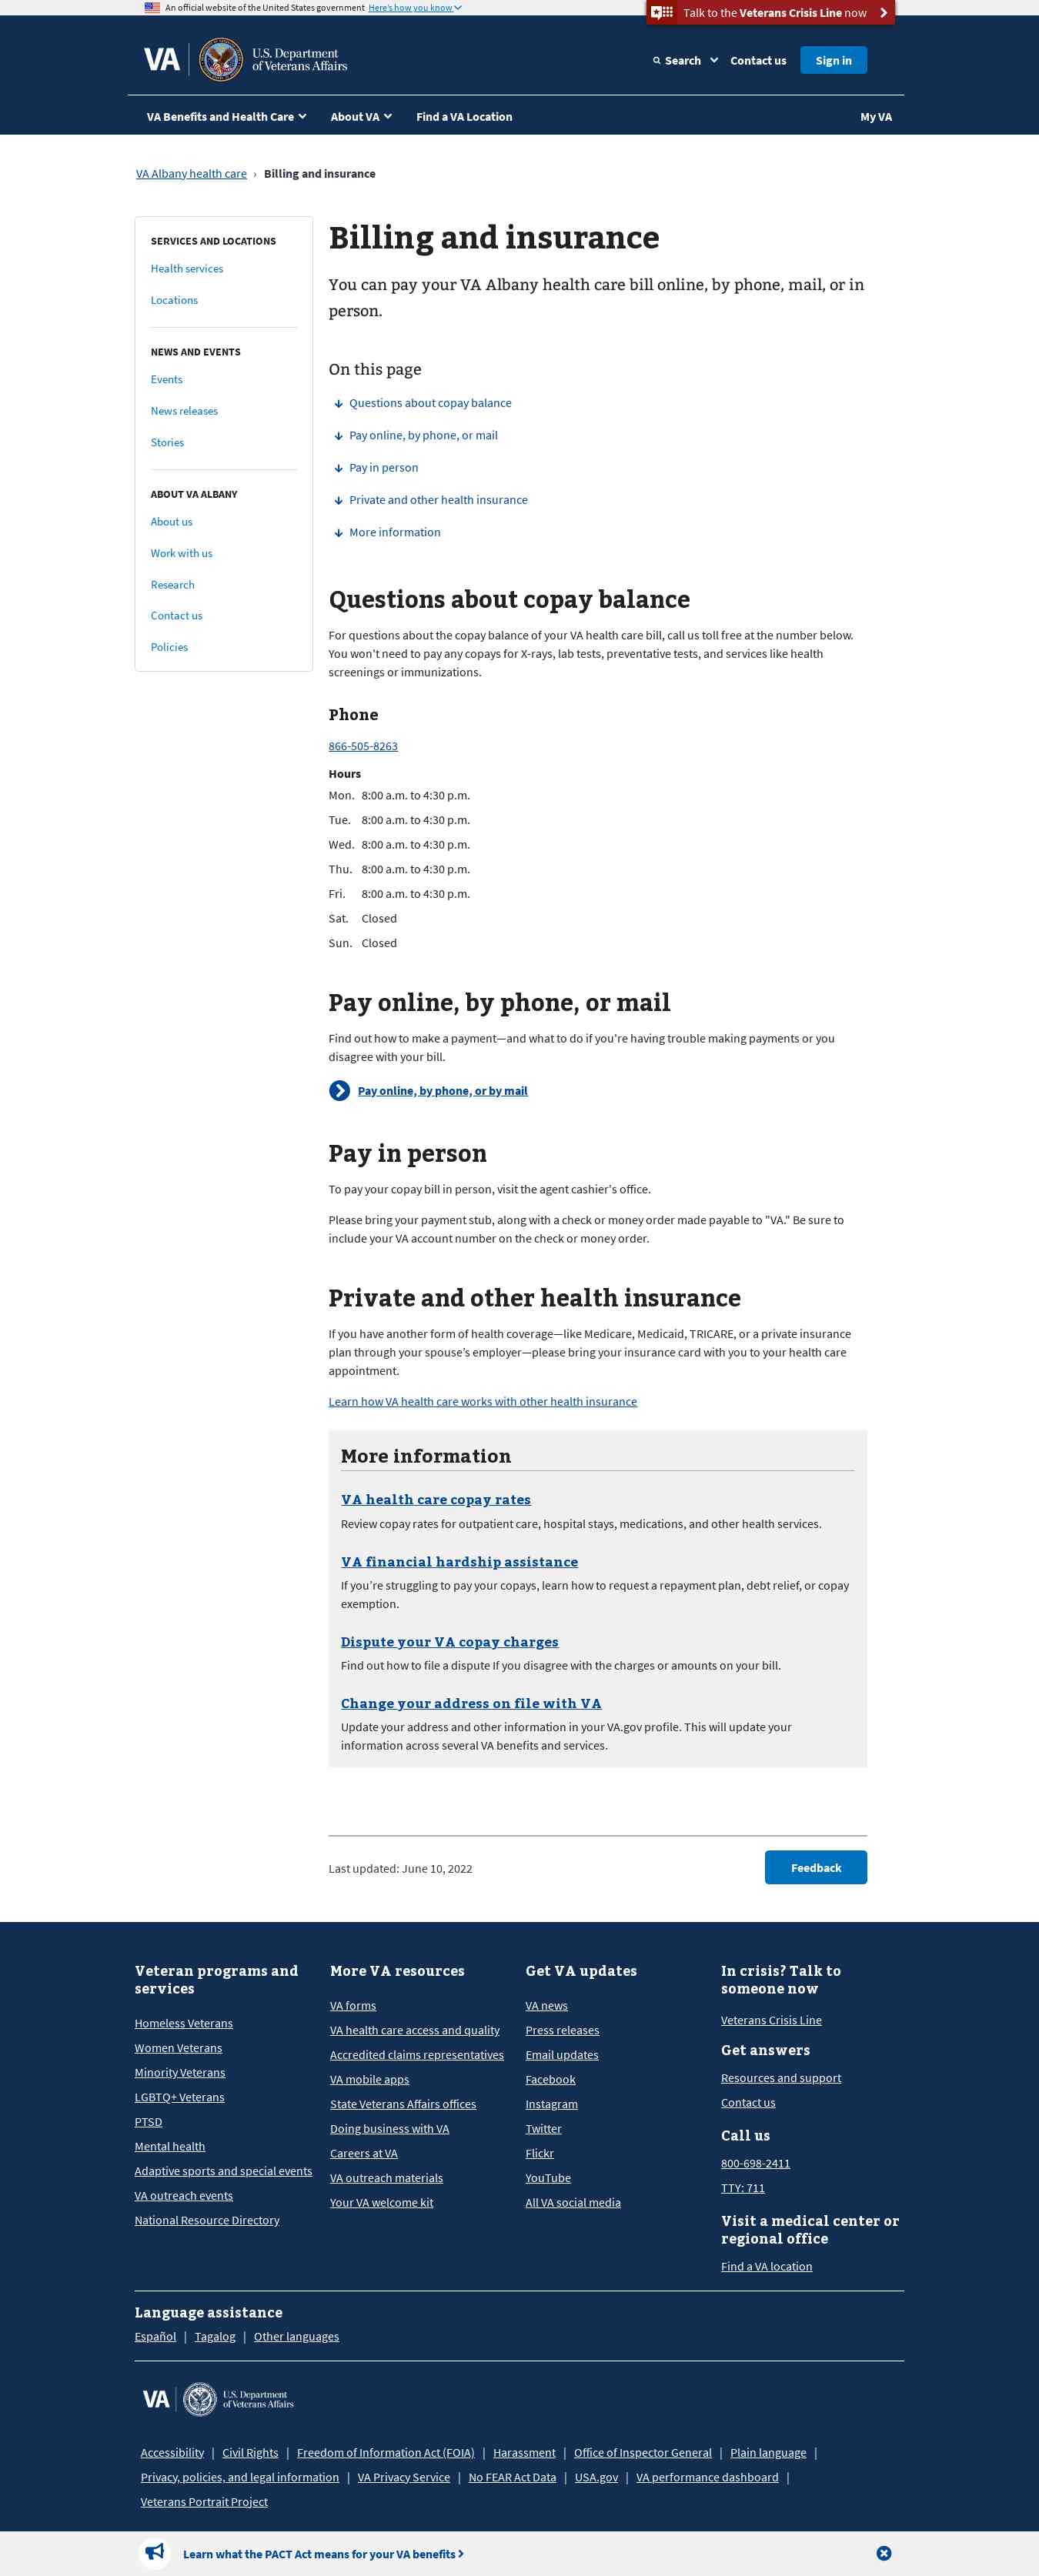 An official website of the United States government Here's how you know
Talk to the Veterans Crisis Line now
VA U.S. Department of Veterans Affairs
Search
Contact us
Sign in
VA Benefits and Health Care
About VA
Find a VA Location
My VA
VA Albany health care › Billing and insurance
SERVICES AND LOCATIONS
Health services
Locations
NEWS AND EVENTS
Events
News releases
Stories
ABOUT VA ALBANY
About us
Work with us
Research
Contact us
Policies
Billing and insurance
You can pay your VA Albany health care bill online, by phone, mail, or in
person.
On this page
Questions about copay balance
Pay online, by phone, or mail
Pay in person
Private and other health insurance
More information
Questions about copay balance
For questions about the copay balance of your VA health care bill, call us toll free at the number below.
You won't need to pay any copays for X-rays, lab tests, preventative tests, and services like health
screenings or immunizations.
Phone
866-505-8263
Hours
Mon. 8:00 a.m. to 4:30 p.m.
Tue. 8:00 a.m. to 4:30 p.m.
Wed. 8:00 a.m. to 4:30 p.m.
Thu. 8:00 a.m. to 4:30 p.m.
Fri. 8:00 a.m. to 4:30 p.m.
Sat. Closed
Sun. Closed
Pay online, by phone, or mail
Find out how to make a payment—and what to do if you're having trouble making payments or you
disagree with your bill.
Pay online, by phone, or by mail
Pay in person
To pay your copay bill in person, visit the agent cashier's office.
Please bring your payment stub, along with a check or money order made payable to "VA." Be sure to
include your VA account number on the check or money order.
Private and other health insurance
If you have another form of health coverage—like Medicare, Medicaid, TRICARE, or a private insurance
plan through your spouse’s employer—please bring your insurance card with you to your health care
appointment.
Learn how VA health care works with other health insurance
More information
VA health care copay rates
Review copay rates for outpatient care, hospital stays, medications, and other health services.
VA financial hardship assistance
If you’re struggling to pay your copays, learn how to request a repayment plan, debt relief, or copay
exemption.
Dispute your VA copay charges
Find out how to file a dispute If you disagree with the charges or amounts on your bill.
Change your address on file with VA
Update your address and other information in your VA.gov profile. This will update your
information across several VA benefits and services.
Last updated: June 10, 2022
Feedback
Veteran programs and
services
Homeless Veterans
Women Veterans
Minority Veterans
LGBTQ+ Veterans
PTSD
Mental health
Adaptive sports and special events
VA outreach events
National Resource Directory
More VA resources
VA forms
VA health care access and quality
Accredited claims representatives
VA mobile apps
State Veterans Affairs offices
Doing business with VA
Careers at VA
VA outreach materials
Your VA welcome kit
Get VA updates
VA news
Press releases
Email updates
Facebook
Instagram
Twitter
Flickr
YouTube
All VA social media
In crisis? Talk to
someone now
Veterans Crisis Line
Get answers
Resources and support
Contact us
Call us
800-698-2411
TTY: 711
Visit a medical center or
regional office
Find a VA location
Language assistance
Español | Tagalog | Other languages
VA U.S. Department of Veterans Affairs
Accessibility | Civil Rights | Freedom of Information Act (FOIA) | Harassment | Office of Inspector General | Plain language |
Privacy, policies, and legal information | VA Privacy Service | No FEAR Act Data | USA.gov | VA performance dashboard |
Veterans Portrait Project
Learn what the PACT Act means for your VA benefits